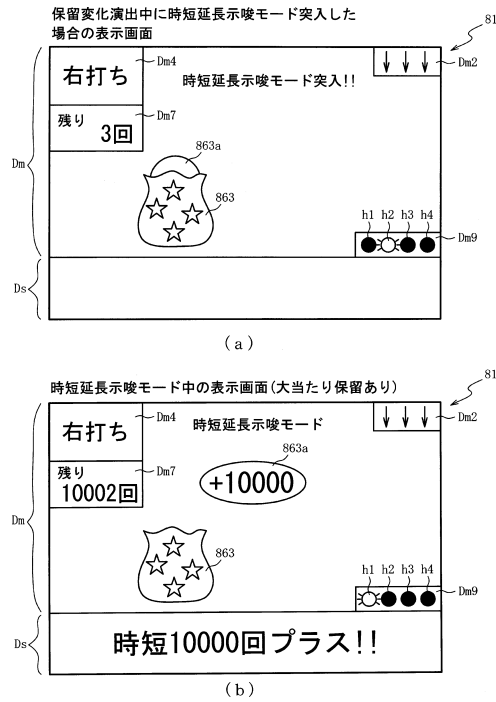 保留変化演出中に時短延長示唆モード突入した
場合の表示画面
81
右打ち
Dm4
時短延長示唆モード突入!!
Dm2
残り
3回
Dm7
Dm
863a
863
h1 h2 h3 h4
Dm9
Ds
(a)
時短延長示唆モード中の表示画面(大当たり保留あり)
81
右打ち
Dm4
時短延長示唆モード
Dm2
残り
10002回
Dm7
863a
+10000
Dm
863
h1 h2 h3 h4
Dm9
Ds
時短10000回プラス!!
(b)